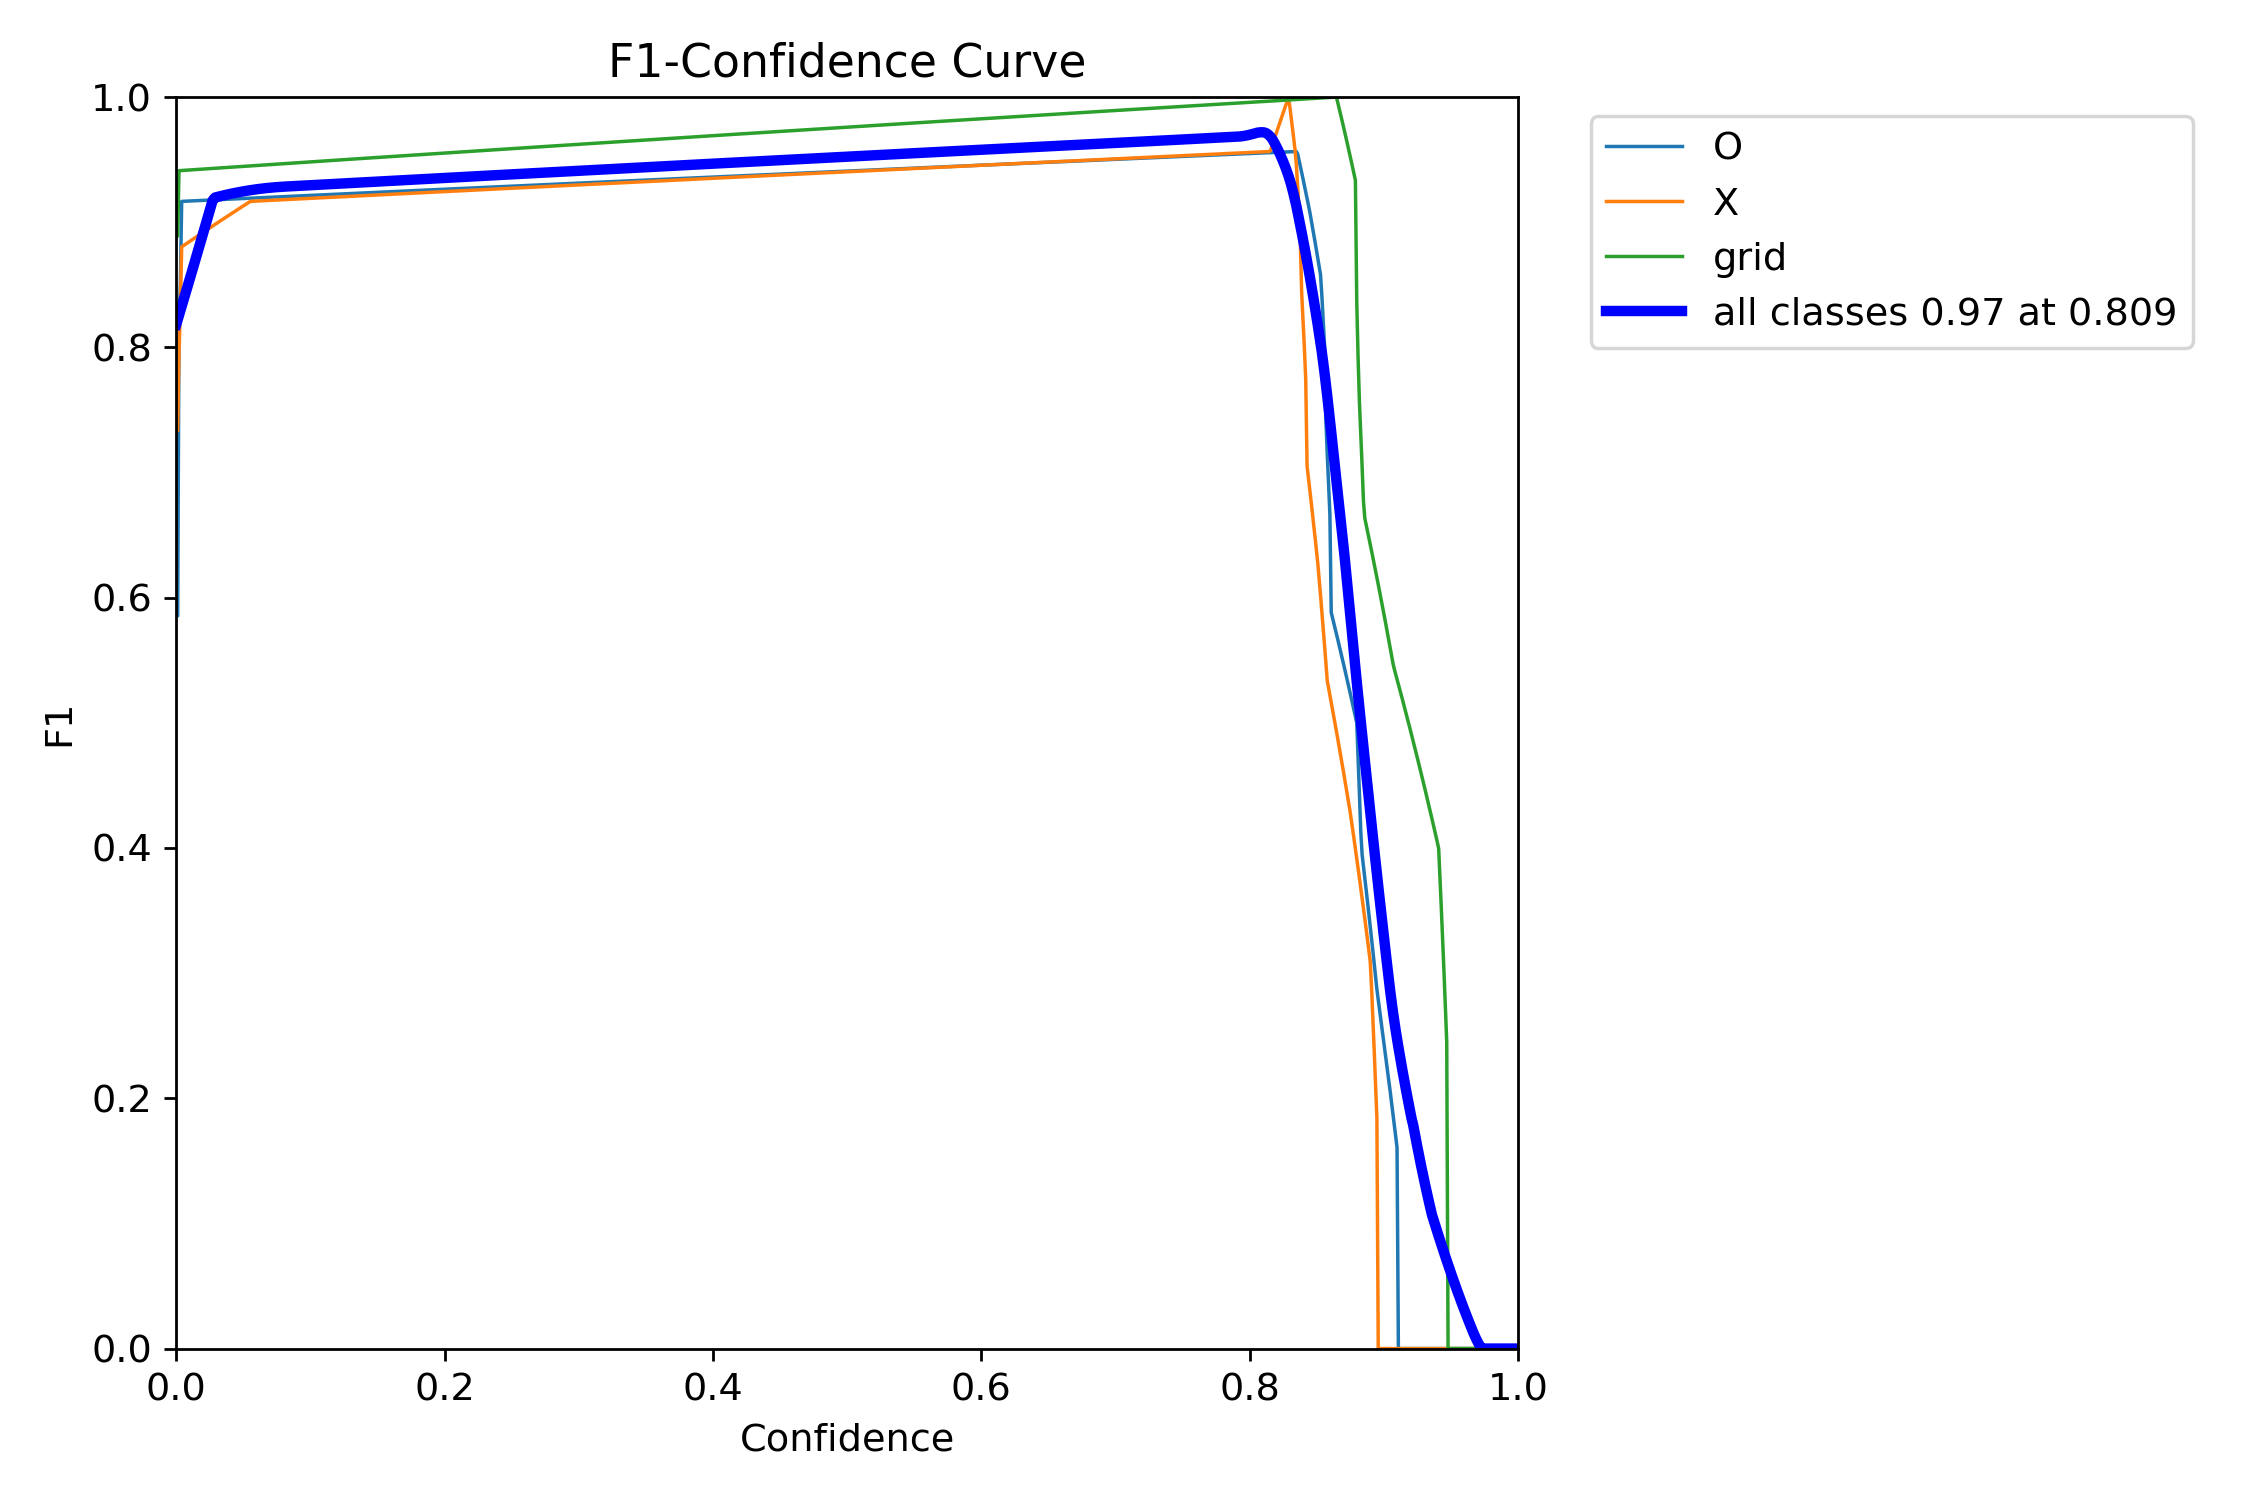 F1-Confidence Curve
1.0
0.8
0.6
0.4
0.2
0.0
F1
0.0 0.2 0.4 0.6 0.8 1.0
Confidence
O
X
grid
all classes 0.97 at 0.809